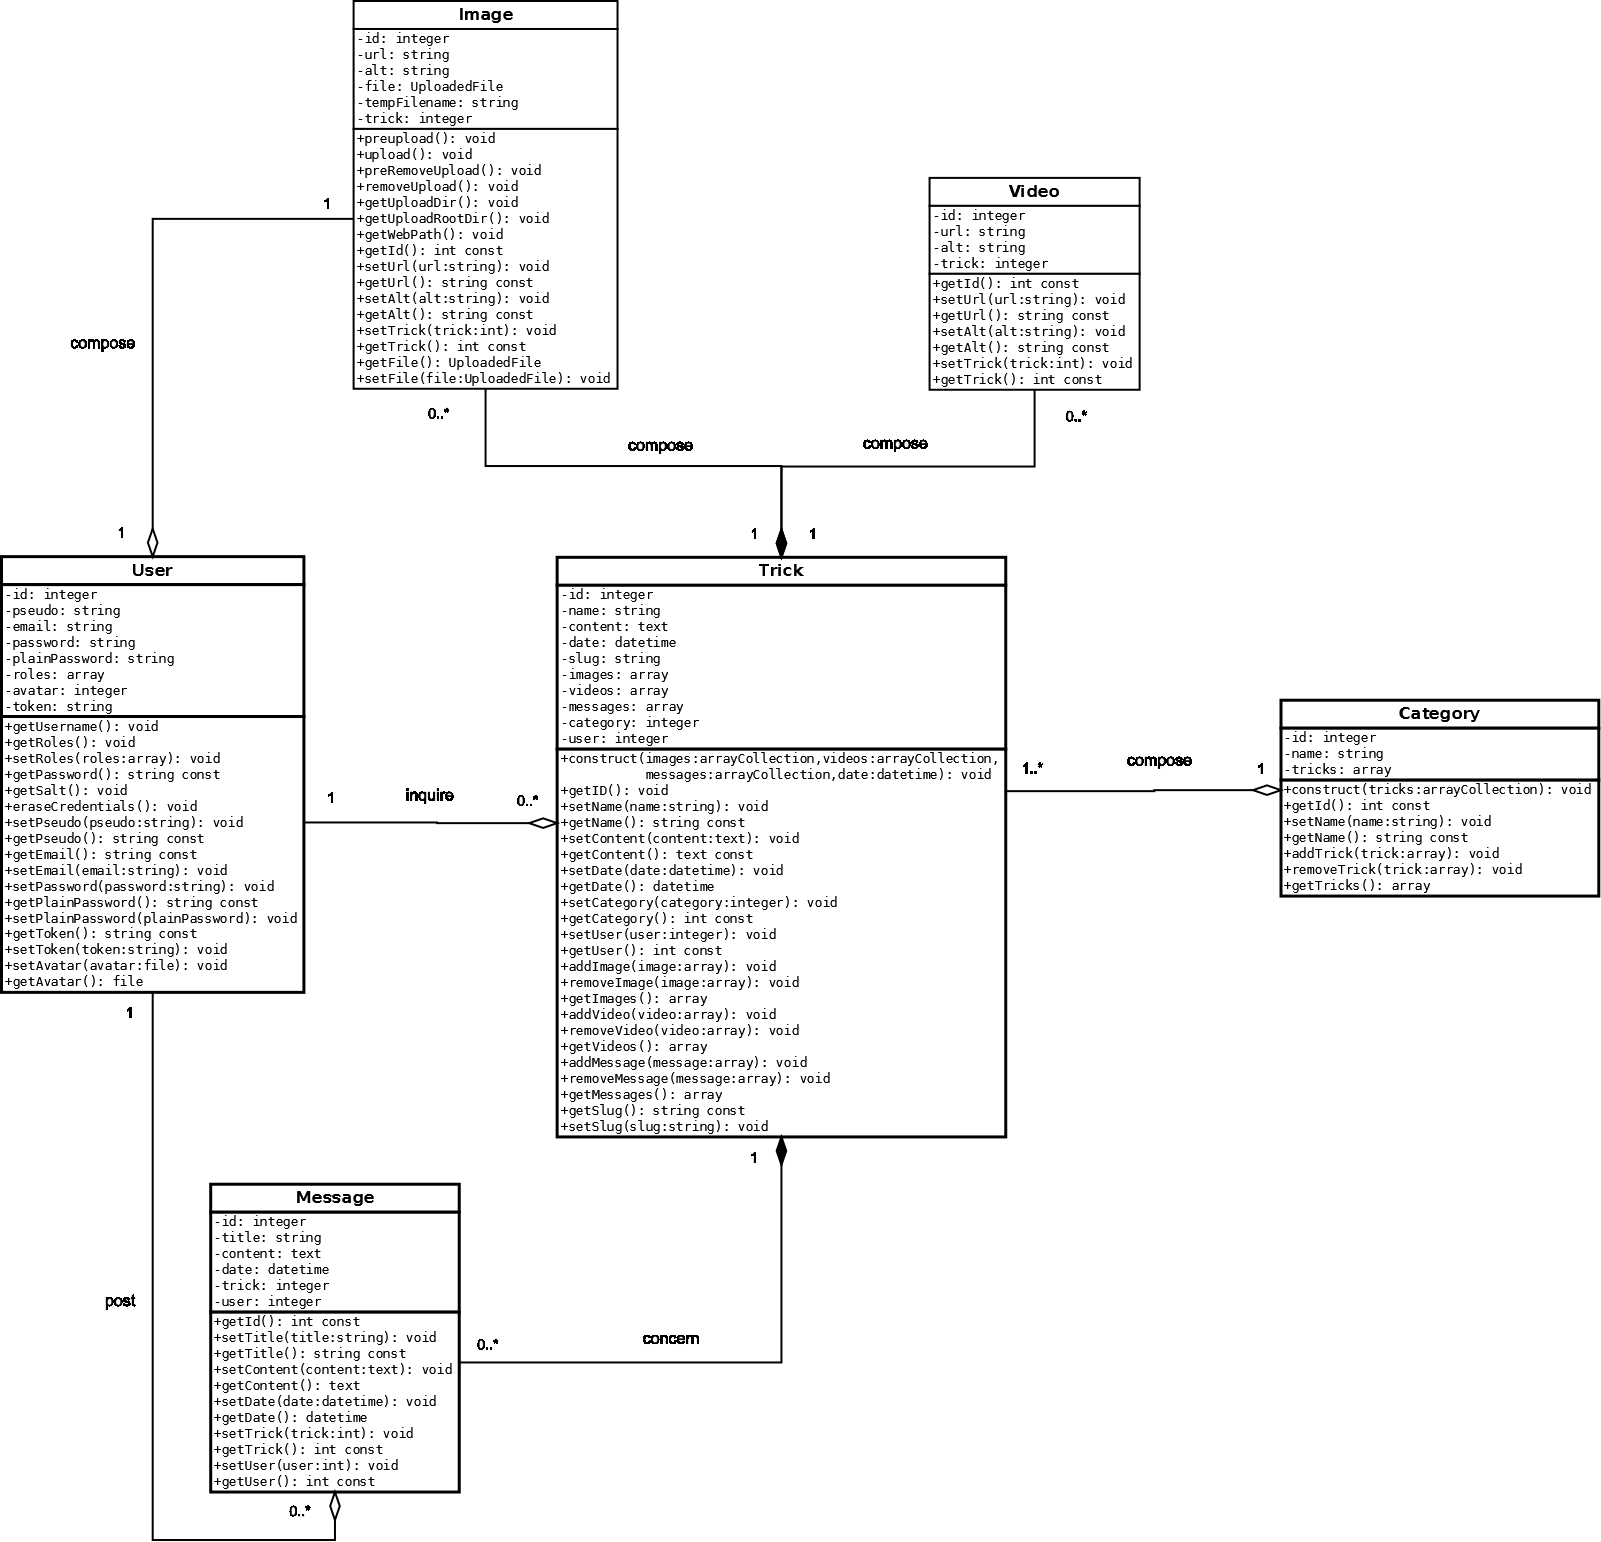 Image
-id: integer
-url: string
-alt: string
-file: UploadedFile
-tempFilename: string
-trick: integer
+preupload(): void
+upload(): void
+preRemoveUpload(): void
+removeUpload(): void
+getUploadDir(): void
+getUploadRootDir(): void
+getWebPath(): void
+getId(): int const
+setUrl(url:string): void
+getUrl(): string const
+setAlt(alt:string): void
+getAlt(): string const
+setTrick(trick:int): void
+getTrick(): int const
+getFile(): UploadedFile
+setFile(file:UploadedFile): void
Video
-id: integer
-url: string
-alt: string
-trick: integer
+getId(): int const
+setUrl(url:string): void
+getUrl(): string const
+setAlt(alt:string): void
+getAlt(): string const
+setTrick(trick:int): void
+getTrick(): int const
1
compose
1
0..*
compose
compose
0..*
1
1
User
-id: integer
-pseudo: string
-email: string
-password: string
-plainPassword: string
-roles: array
-avatar: integer
-token: string
+getUsername(): void
+getRoles(): void
+setRoles(roles:array): void
+getPassword(): string const
+getSalt(): void
+eraseCredentials(): void
+setPseudo(pseudo:string): void
+getPseudo(): string const
+getEmail(): string const
+setEmail(email:string): void
+setPassword(password:string): void
+getPlainPassword(): string const
+setPlainPassword(plainPassword): void
+getToken(): string const
+setToken(token:string): void
+setAvatar(avatar:file): void
+getAvatar(): file
1
inquire
0..*
Trick
-id: integer
-name: string
-content: text
-date: datetime
-slug: string
-images: array
-videos: array
-messages: array
-category: integer
-user: integer
+construct(images:arrayCollection,videos:arrayCollection,
messages:arrayCollection,date:datetime): void
+getID(): void
+setName(name:string): void
+getName(): string const
+setContent(content:text): void
+getContent(): text const
+setDate(date:datetime): void
+getDate(): datetime
+setCategory(category:integer): void
+getCategory(): int const
+setUser(user:integer): void
+getUser(): int const
+addImage(image:array): void
+removeImage(image:array): void
+getImages(): array
+addVideo(video:array): void
+removeVideo(video:array): void
+getVideos(): array
+addMessage(message:array): void
+removeMessage(message:array): void
+getMessages(): array
+getSlug(): string const
+setSlug(slug:string): void
1..*
compose
1
Category
-id: integer
-name: string
-tricks: array
+construct(tricks:arrayCollection): void
+getId(): int const
+setName(name:string): void
+getName(): string const
+addTrick(trick:array): void
+removeTrick(trick:array): void
+getTricks(): array
1
post
0..*
Message
-id: integer
-title: string
-content: text
-date: datetime
-trick: integer
-user: integer
+getId(): int const
+setTitle(title:string): void
+getTitle(): string const
+setContent(content:text): void
+getContent(): text
+setDate(date:datetime): void
+getDate(): datetime
+setTrick(trick:int): void
+getTrick(): int const
+setUser(user:int): void
+getUser(): int const
0..*
concern
1